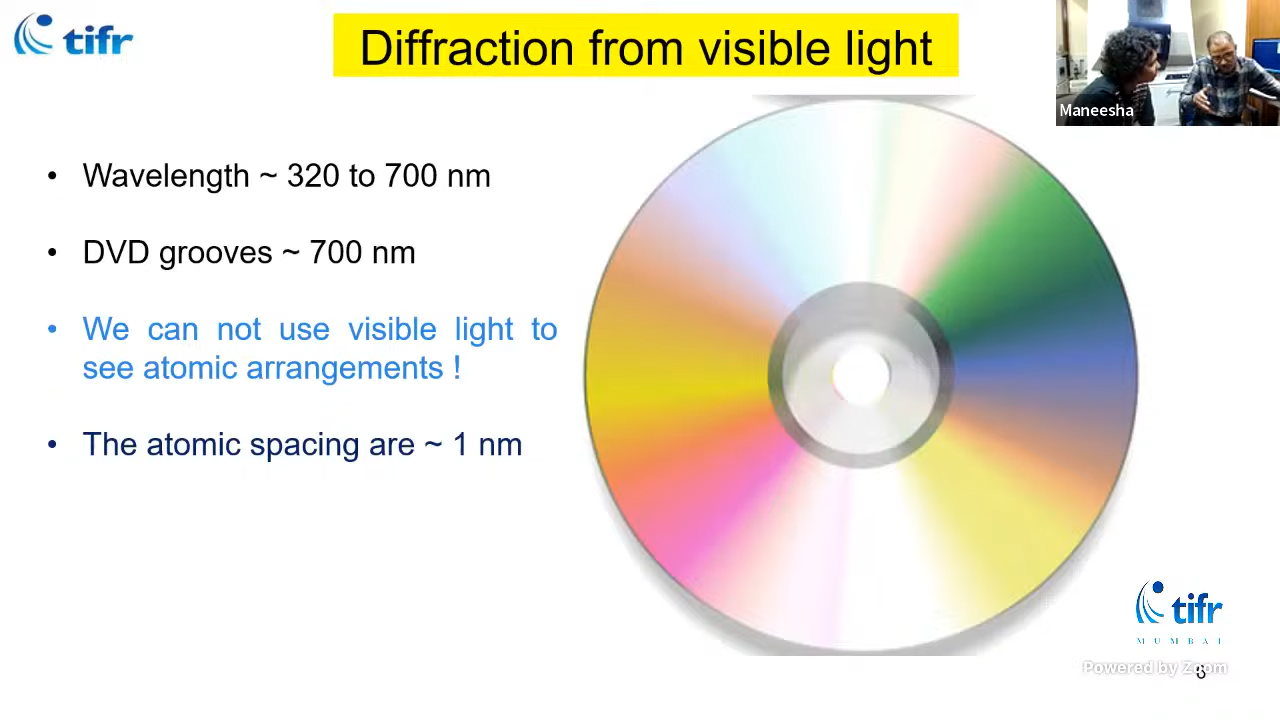 tifr
Diffraction from visible light
Maneesha
• Wavelength ~ 320 to 700 nm
• DVD grooves ~ 700 nm
• We can not use visible light to
see atomic arrangements !
• The atomic spacing are ~ 1 nm
tifr
MUMBAI
Powered by Zoom